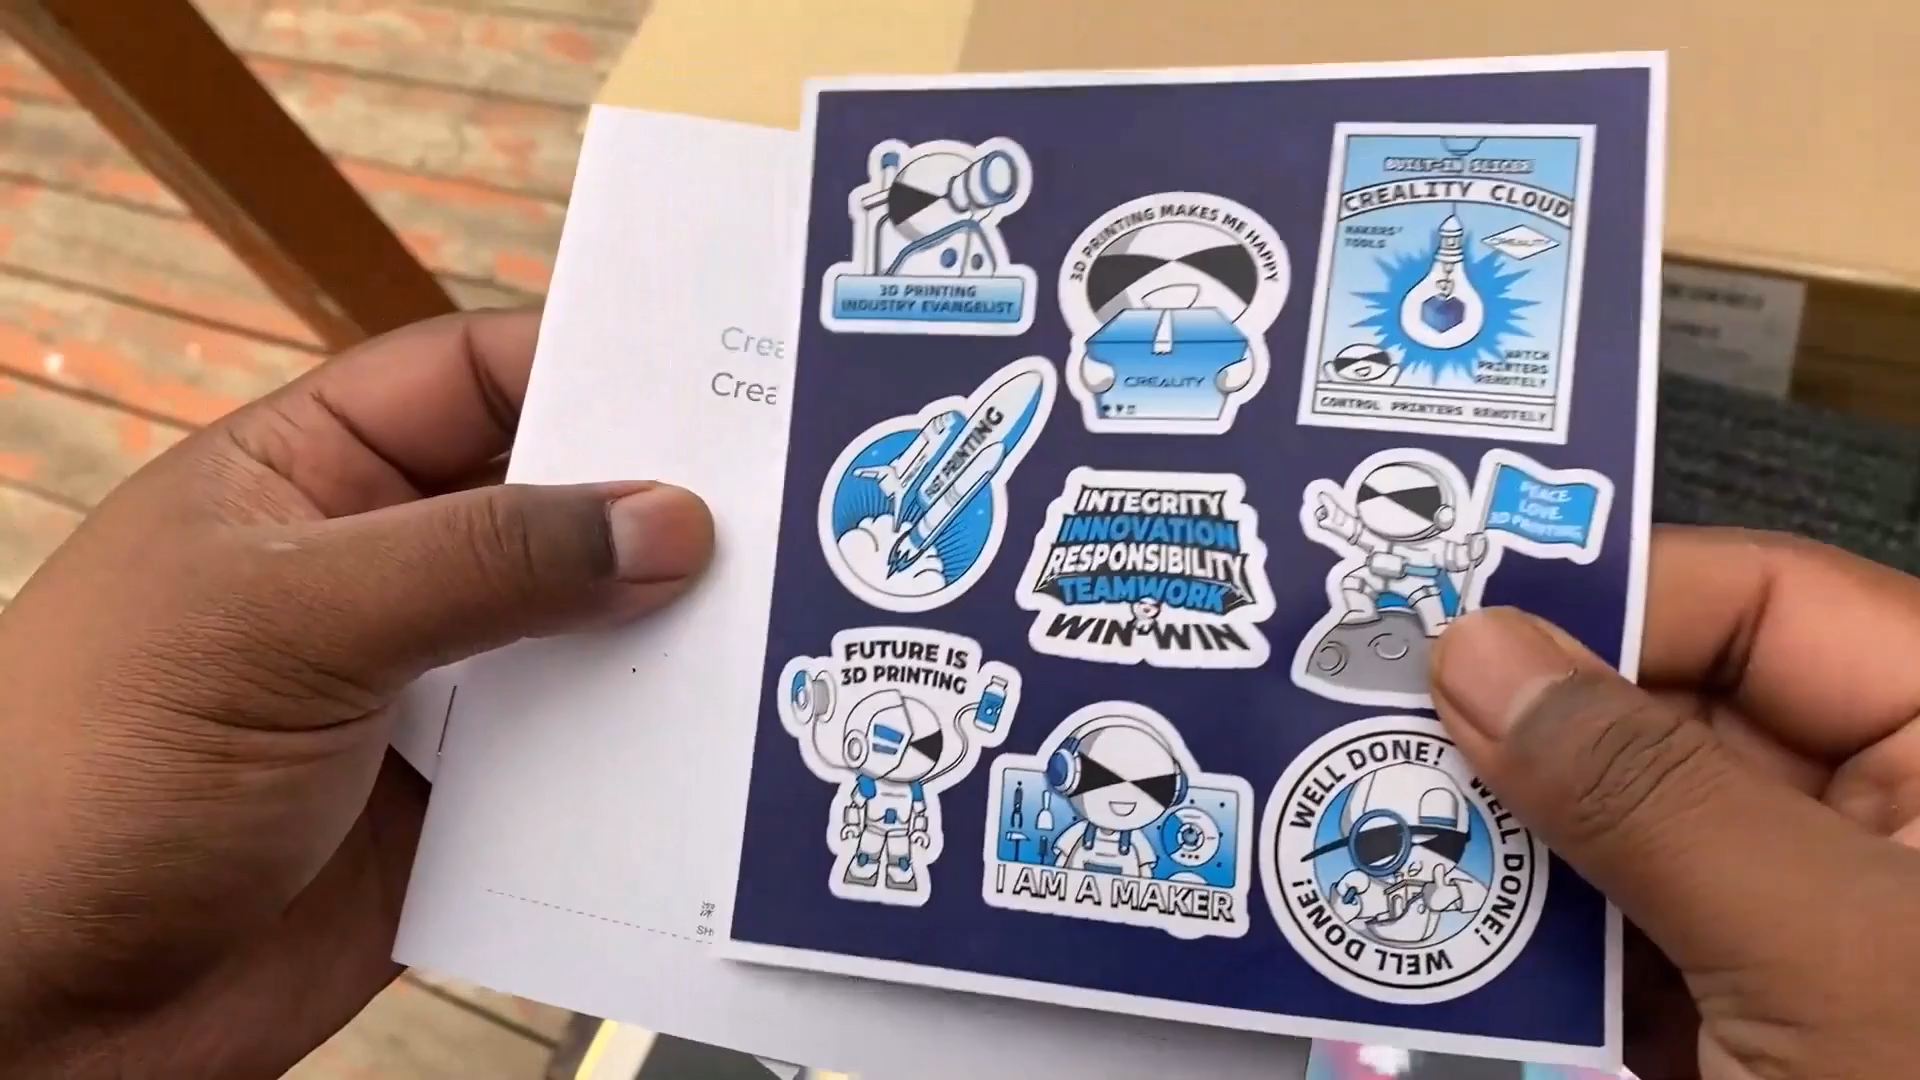 Crea
Crea
SH
3D PRINTING
INDUSTRY EVANGELIST
3D PRINTING MAKES ME HAPPY
CREALITY
BUILT-IN SLICER
CREALITY CLOUD
MAKERS'
TOOLS
CREALITY
WATCH
PRINTERS
REMOTELY
CONTROL PRINTERS REMOTELY
FAST PRINTING
INTEGRITY
INNOVATION
RESPONSIBILITY
TEAMWORK
WIN-WIN
PEACE
LOVE
3D PRINTING
FUTURE IS
3D PRINTING
I AM A MAKER
WELL DONE! WELL DONE! WELL DONE! WELL DONE!